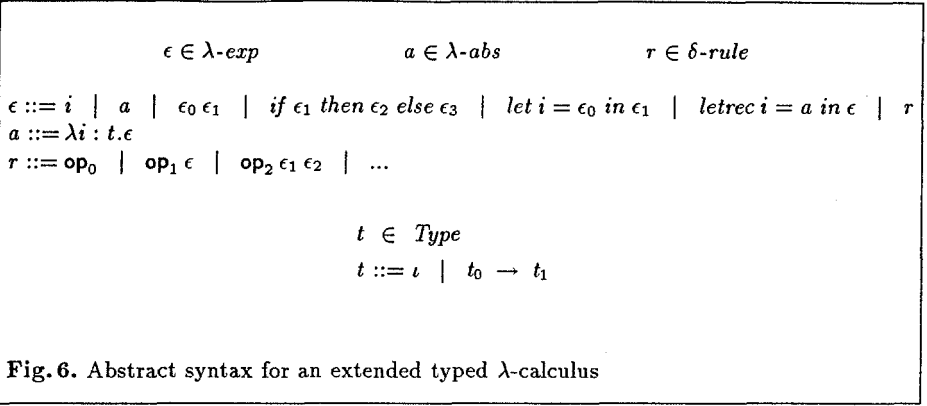 ϵ ∈ λ-exp a ∈ λ-abs r ∈ δ-rule
ϵ ::= i | a | ϵ₀ ϵ₁ | if ϵ₁ then ϵ₂ else ϵ₃ | let i = ϵ₀ in ϵ₁ | letrec i = a in ϵ | r
a ::= λi : t.ϵ
r ::= op₀ | op₁ ϵ | op₂ ϵ₁ ϵ₂ | ...
t ∈ Type
t ::= ι | t₀ → t₁
Fig. 6. Abstract syntax for an extended typed λ-calculus